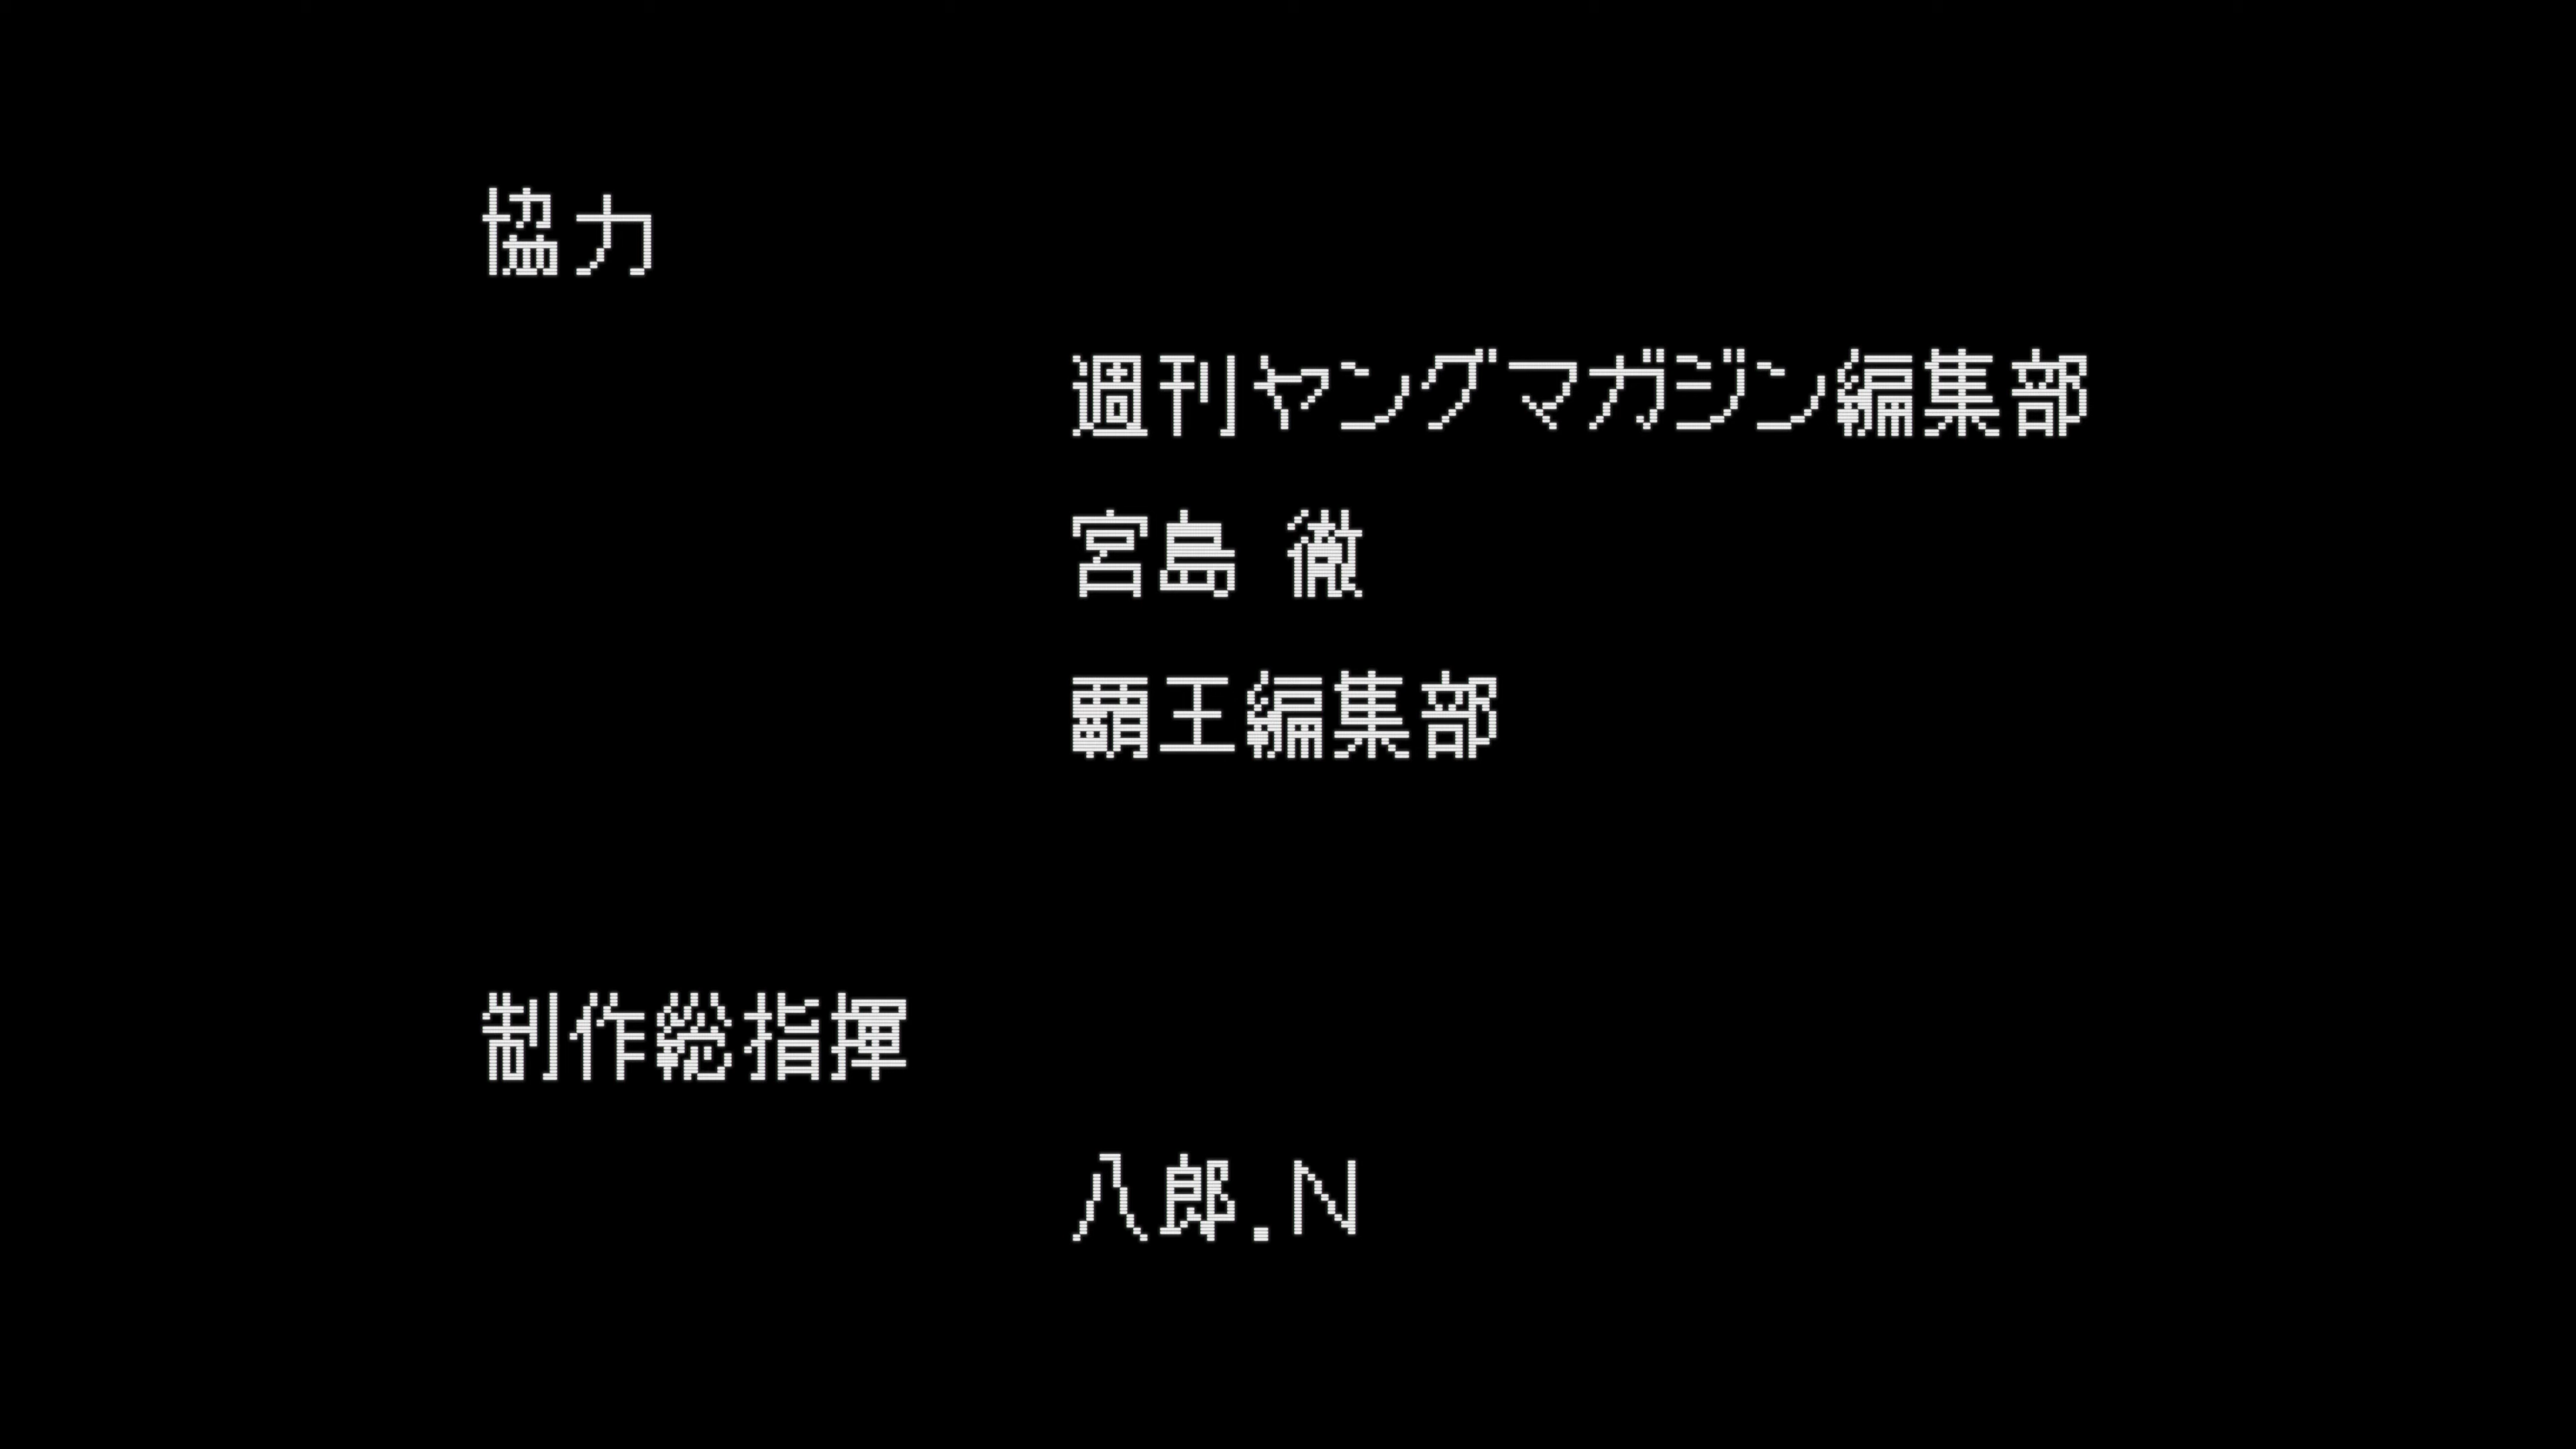 協力
週刊ヤングマガジン編集部
宮島 徹
覇王編集部
制作総指揮
八郎.N